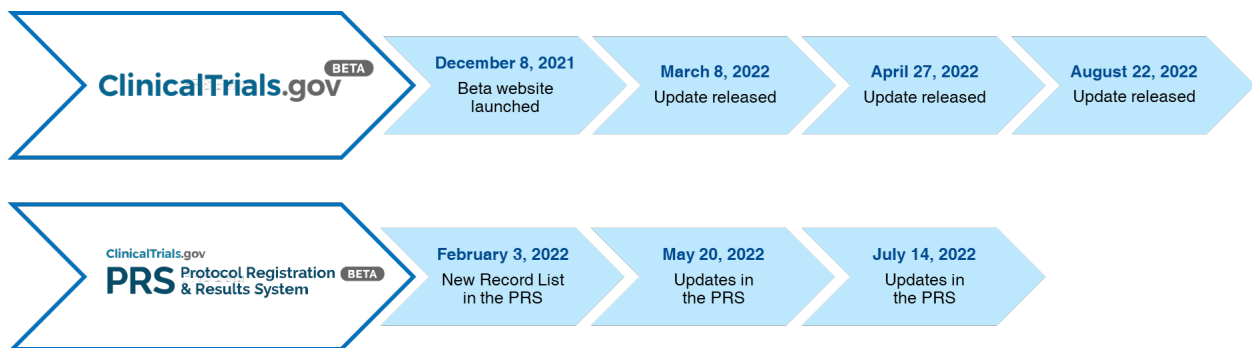 ClinicalTrials.gov BETA
December 8, 2021
Beta website
launched
March 8, 2022
Update released
April 27, 2022
Update released
August 22, 2022
Update released
ClinicalTrials.gov
PRS Protocol Registration
& Results System BETA
February 3, 2022
New Record List
in the PRS
May 20, 2022
Updates in
the PRS
July 14, 2022
Updates in
the PRS